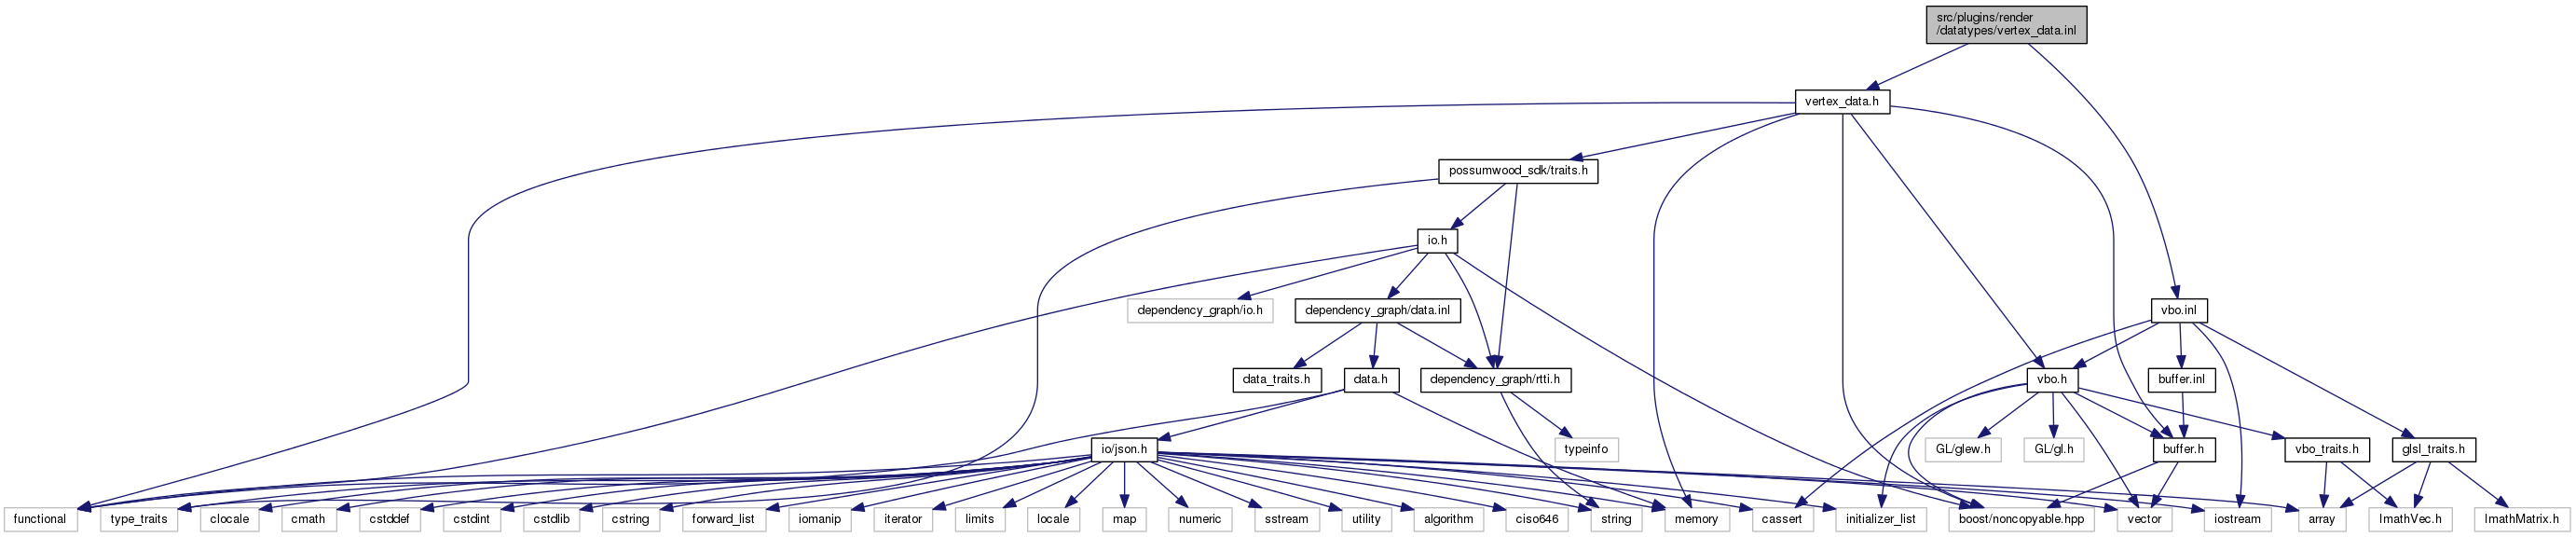 src/plugins/render
/datatypes/vertex_data.inl
vertex_data.h
possumwood_sdk/traits.h
io.h
dependency_graph/io.h
dependency_graph/data.inl
vbo.inl
data_traits.h
data.h
dependency_graph/rtti.h
vbo.h
buffer.inl
io/json.h
typeinfo
GL/glew.h
GL/gl.h
buffer.h
vbo_traits.h
glsl_traits.h
functional
type_traits
clocale
cmath
cstddef
cstdint
cstdlib
cstring
forward_list
iomanip
iterator
limits
locale
map
numeric
sstream
utility
algorithm
ciso646
string
memory
cassert
initializer_list
boost/noncopyable.hpp
vector
iostream
array
ImathVec.h
ImathMatrix.h